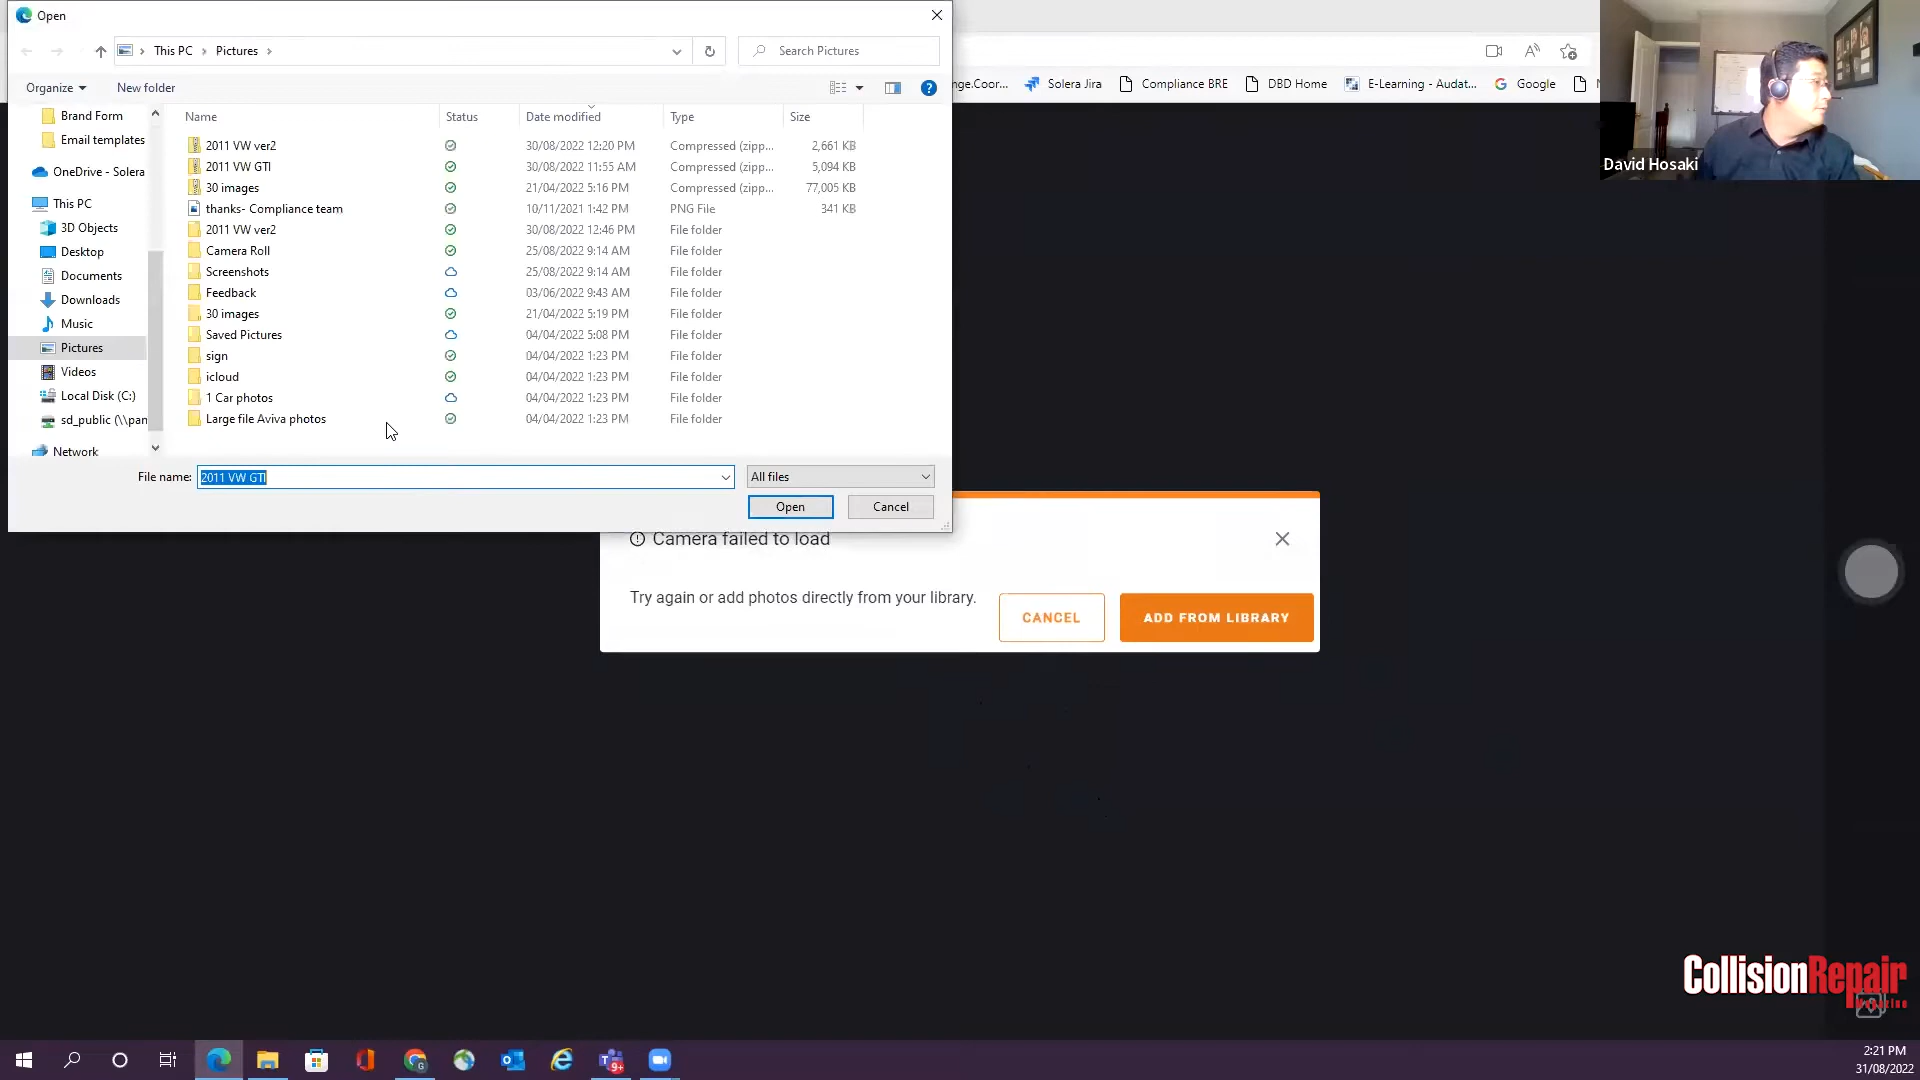 Open
This PC
Pictures
Search Pictures
Organize
New folder
Brand Form
Email templates
OneDrive - Solera
This PC
3D Objects
Desktop
Documents
Downloads
Music
Pictures
Videos
Local Disk (C:)
sd_public (\\pan
Network
Name Status Date modified Type Size
2011 VW ver2 30/08/2022 12:20 PM Compressed (zipp... 2,661 KB
2011 VW GTI 30/08/2022 11:55 AM Compressed (zipp... 5,094 KB
30 images 21/04/2022 5:16 PM Compressed (zipp... 77,005 KB
thanks- Compliance team 10/11/2021 1:42 PM PNG File 341 KB
2011 VW ver2 30/08/2022 12:46 PM File folder
Camera Roll 25/08/2022 9:14 AM File folder
Screenshots 25/08/2022 9:14 AM File folder
Feedback 03/06/2022 9:43 AM File folder
30 images 21/04/2022 5:19 PM File folder
Saved Pictures 04/04/2022 5:08 PM File folder
sign 04/04/2022 1:23 PM File folder
icloud 04/04/2022 1:23 PM File folder
1 Car photos 04/04/2022 1:23 PM File folder
Large file Aviva photos 04/04/2022 1:23 PM File folder
File name: 2011 VW GTI All files
Open Cancel
nge.Coor... Solera Jira Compliance BRE DBD Home E-Learning - Audat... Google
David Hosaki
Camera failed to load
Try again or add photos directly from your library.
CANCEL ADD FROM LIBRARY
CollisionRepair
9+
2:21 PM
31/08/2022